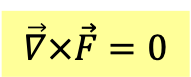 ∇⃗×F⃗ = 0